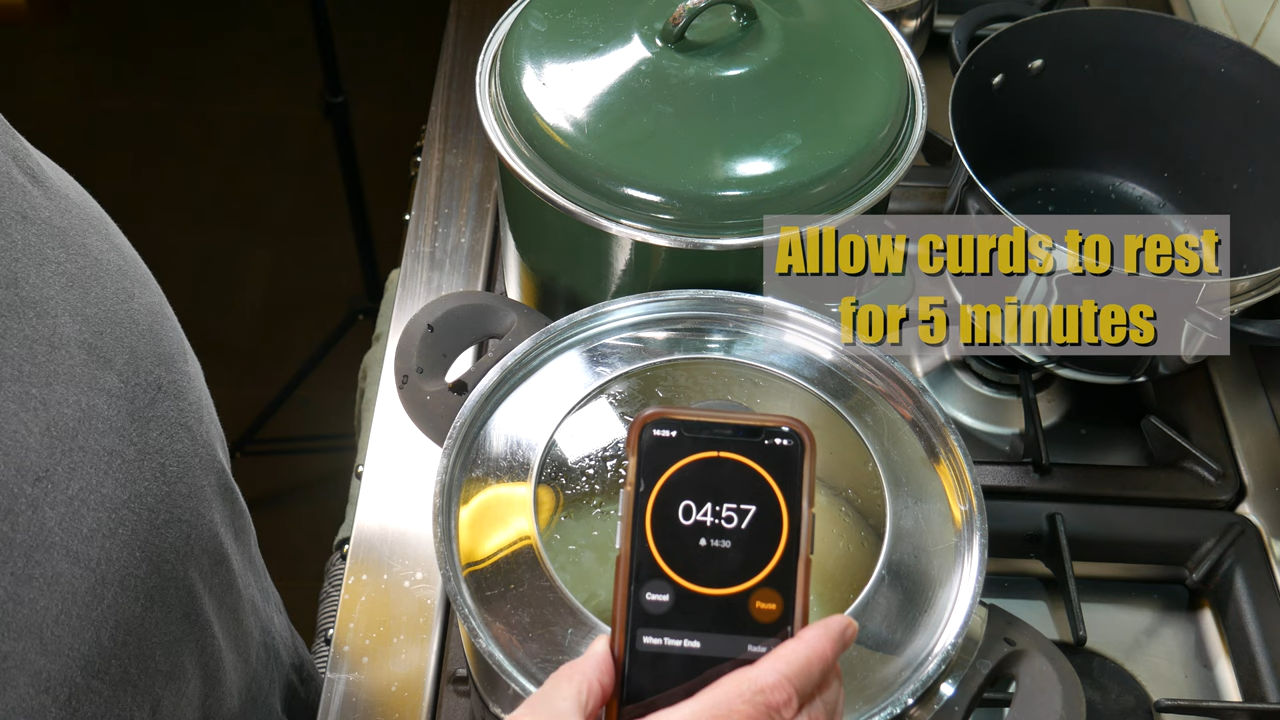 Allow curds to rest
for 5 minutes
14:25
04:57
14:30
Cancel
Pause
When Timer Ends
Radar